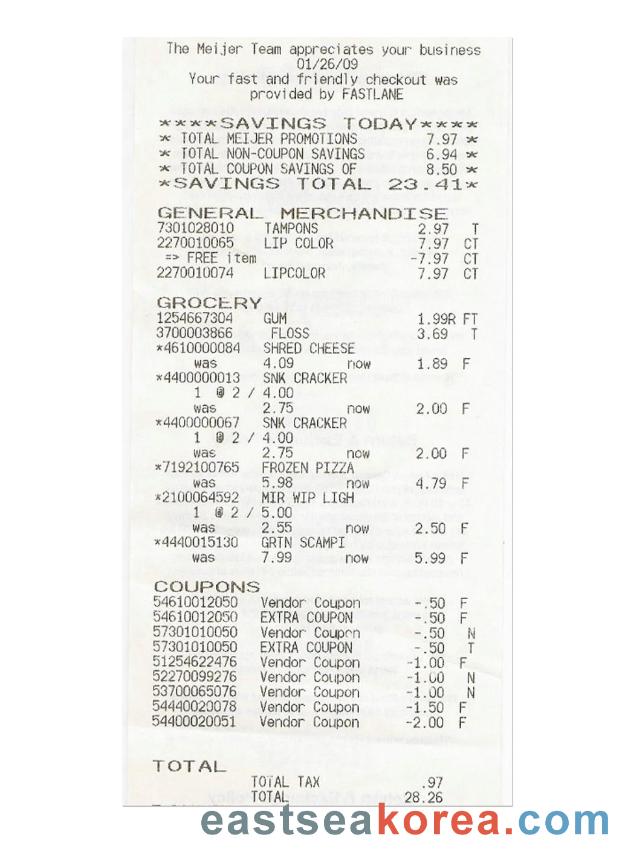 The Meijer Team appreciates your business
01/26/09
Your fast and friendly checkout was
provided by FASTLANE
****SAVINGS TODAY****
* TOTAL MEIJER PROMOTIONS 7.97 *
* TOTAL NON-COUPON SAVINGS 6.94 *
* TOTAL COUPON SAVINGS OF 8.50 *
*SAVINGS TOTAL 23.41*
GENERAL MERCHANDISE
7301028010 TAMPONS 2.97 T
2270010065 LIP COLOR 7.97 CT
=> FREE item -7.97 CT
2270010074 LIPCOLOR 7.97 CT
GROCERY
1254667304 GUM 1.99R FT
3700003866 FLOSS 3.69 T
*4610000084 SHRED CHEESE
was 4.09 now 1.89 F
*4400000013 SNK CRACKER
1 @ 2 / 4.00
was 2.75 now 2.00 F
*4400000067 SNK CRACKER
1 @ 2 / 4.00
was 2.75 now 2.00 F
*7192100765 FROZEN PIZZA
was 5.98 now 4.79 F
*2100064592 MIR WIP LIGH
1 @ 2 / 5.00
was 2.55 now 2.50 F
*4440015130 GRTN SCAMPI
was 7.99 now 5.99 F
COUPONS
54610012050 Vendor Coupon -.50 F
54610012050 EXTRA COUPON -.50 F
57301010050 Vendor Coupon -.50 N
57301010050 EXTRA COUPON -.50 T
51254622476 Vendor Coupon -1.00 F
52270099276 Vendor Coupon -1.00 N
53700065076 Vendor Coupon -1.00 N
54440020078 Vendor Coupon -1.50 F
54400020051 Vendor Coupon -2.00 F
TOTAL
TOTAL TAX .97
TOTAL 28.26
eastseakorea.com